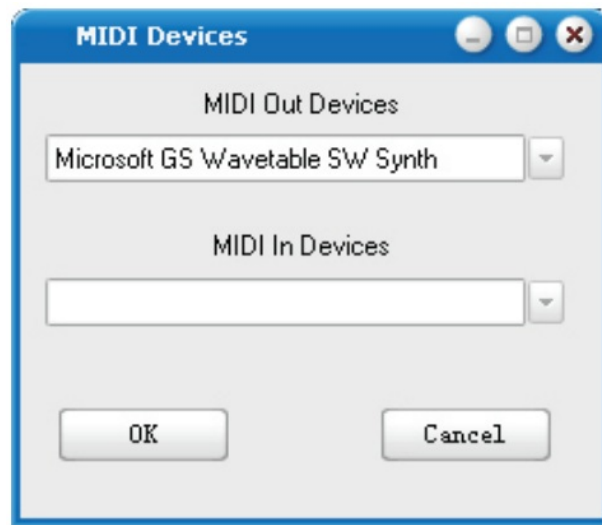 MIDI Devices
MIDI Out Devices
Microsoft GS Wavetable SW Synth
MIDI In Devices
OK
Cancel